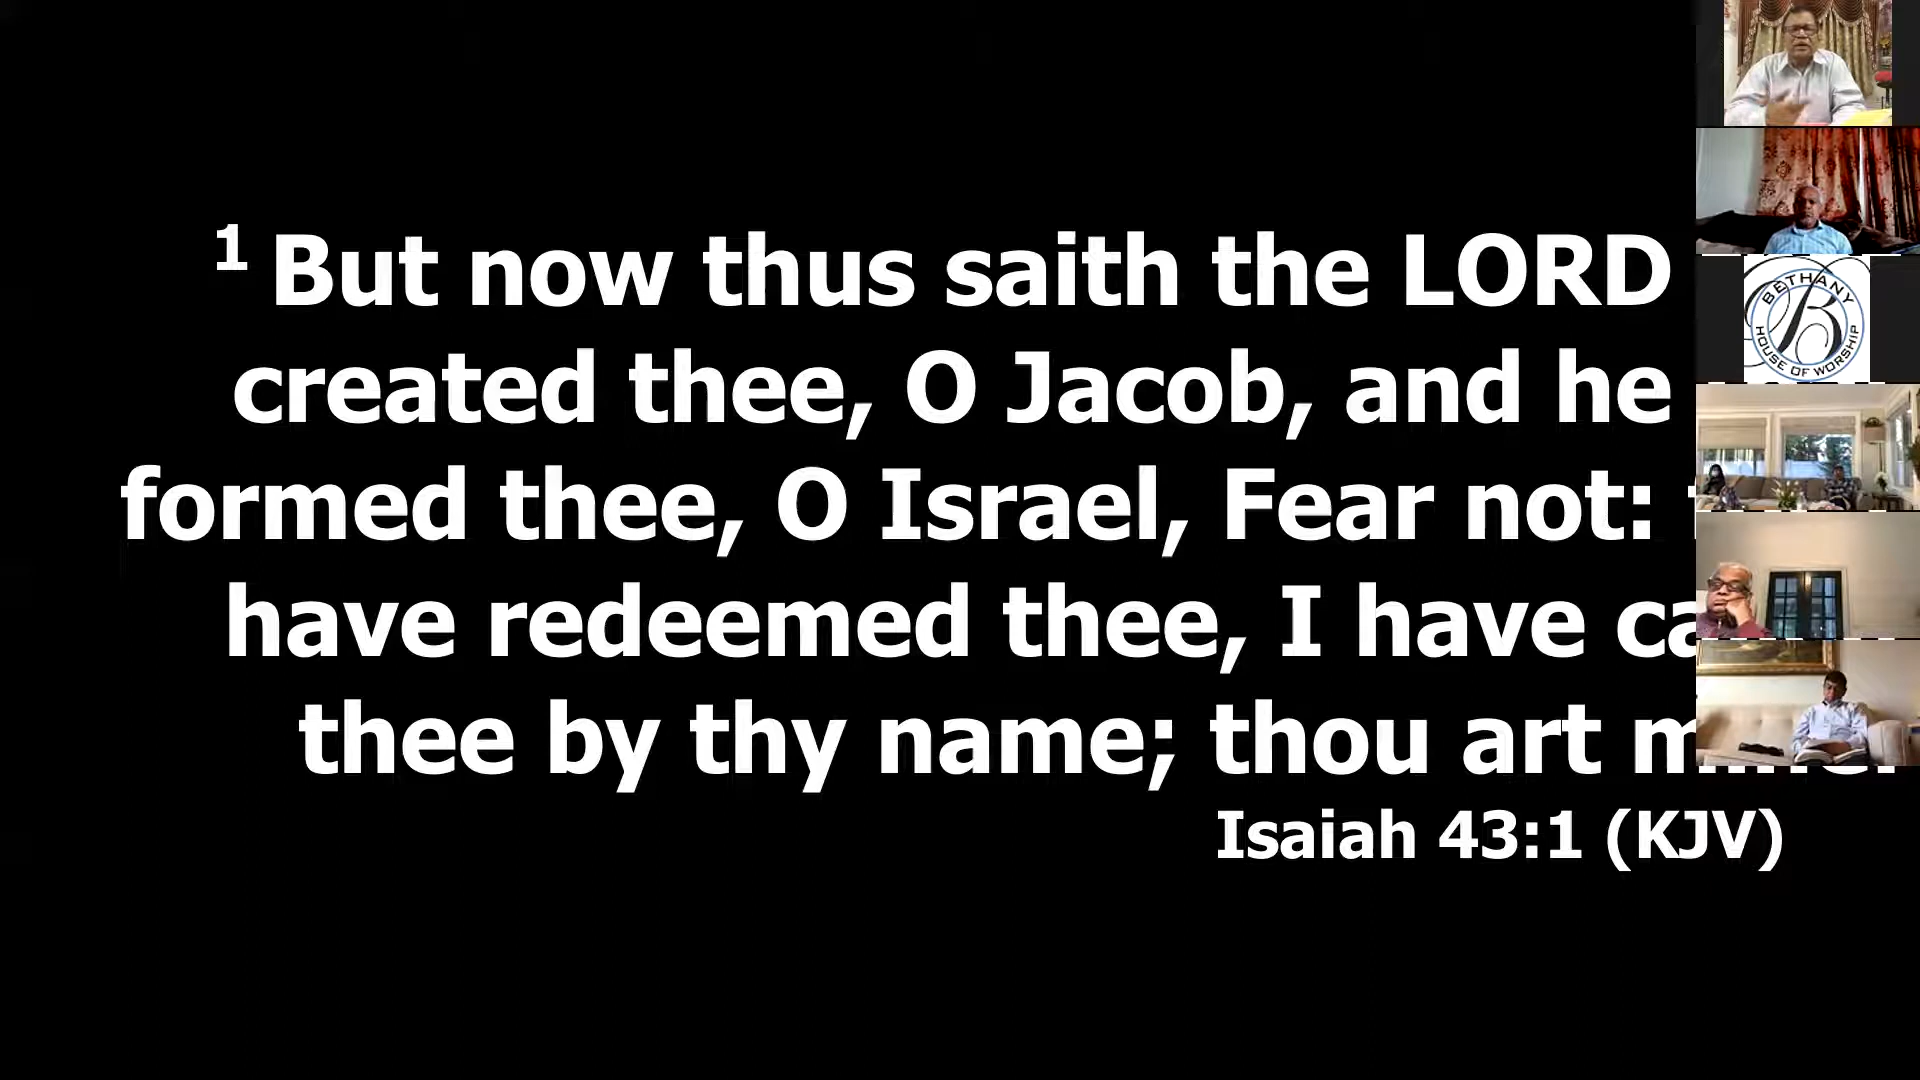 1 But now thus saith the LORD
created thee, O Jacob, and he
formed thee, O Israel, Fear not:
have redeemed thee, I have
thee by thy name; thou art
Isaiah 43:1 (KJV)
BETHANY
B
HOUSE OF WORSHIP